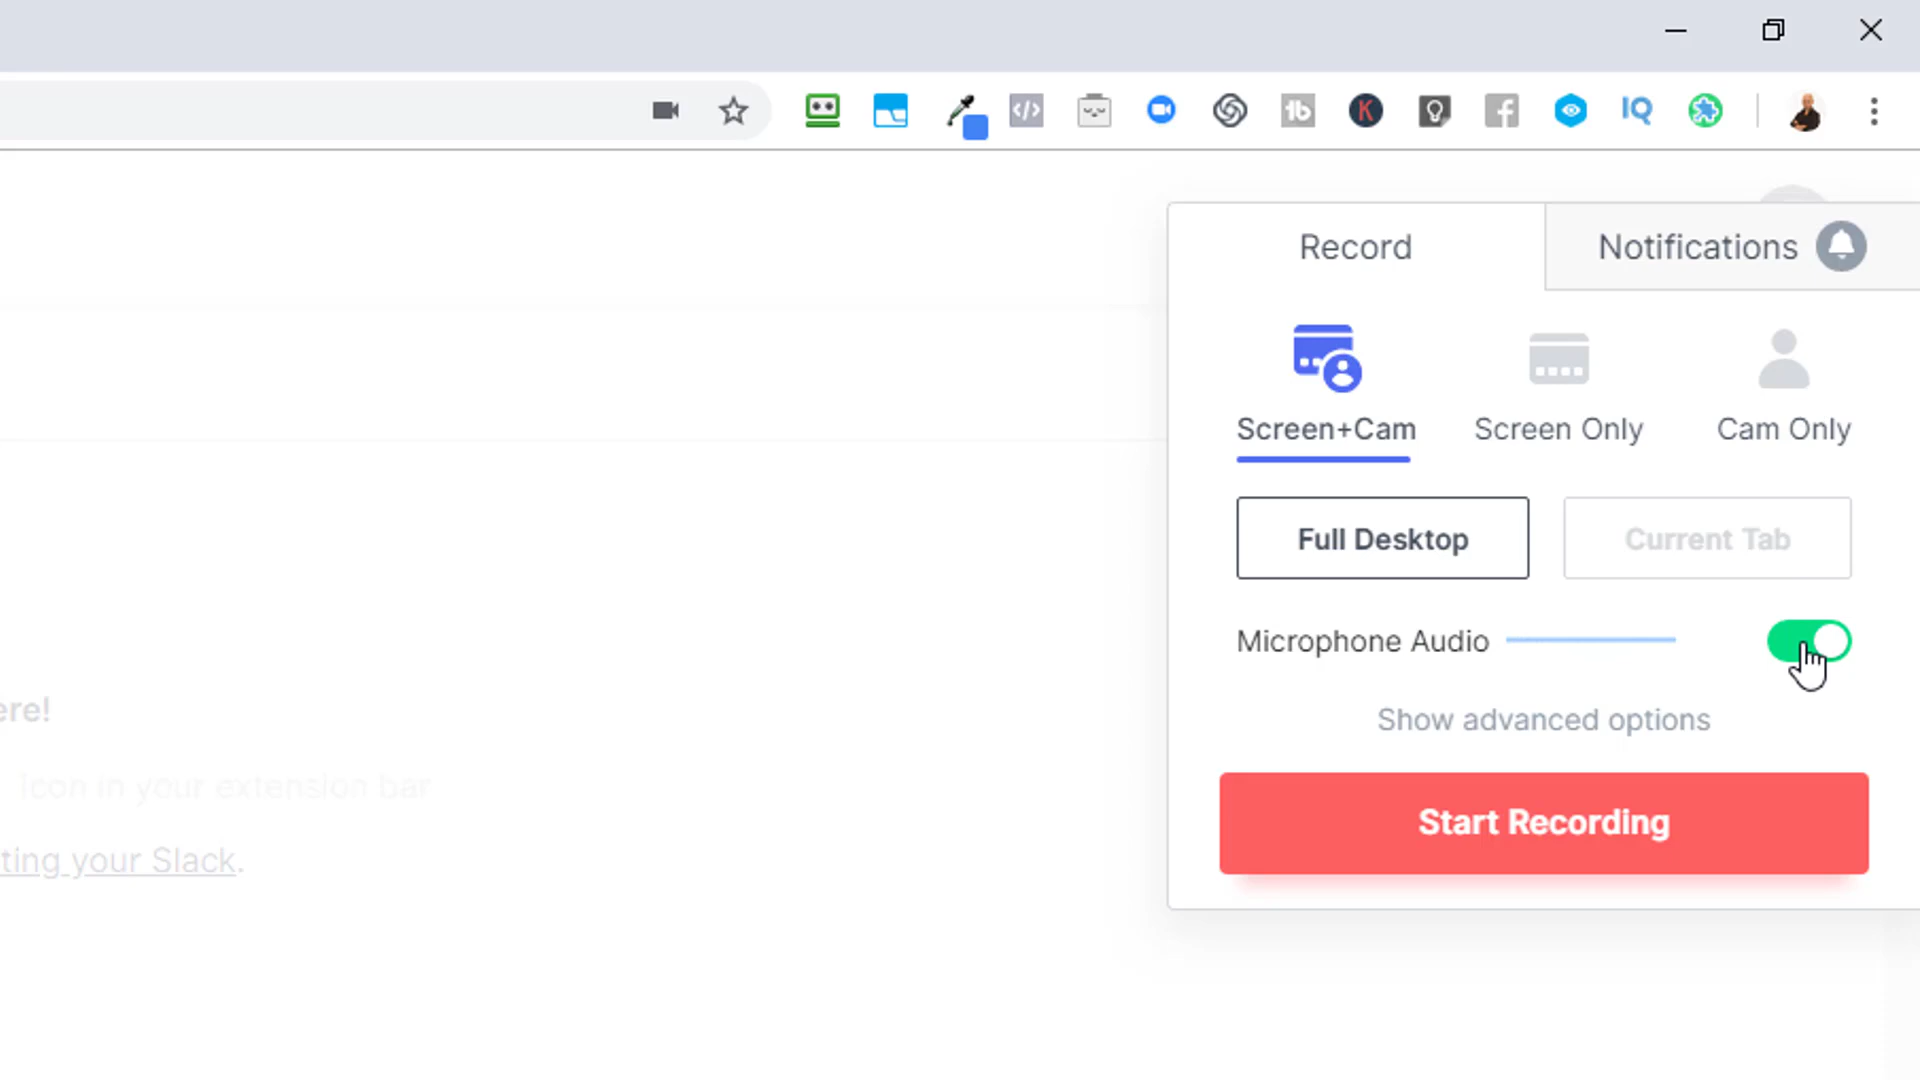 Record
Notifications
Screen+Cam
Screen Only
Cam Only
Full Desktop
Current Tab
Microphone Audio
Show advanced options
Start Recording
ere!
Icon in your extension bar
ting your Slack.